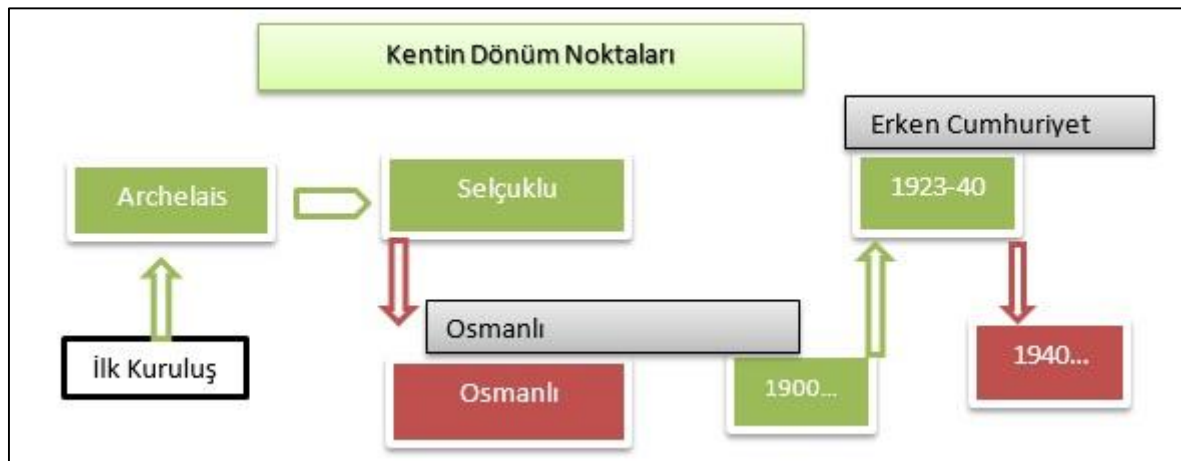 Kentin Dönüm Noktaları
Erken Cumhuriyet
Archelais
Selçuklu
1923-40
İlk Kuruluş
Osmanlı
Osmanlı
1900...
1940...